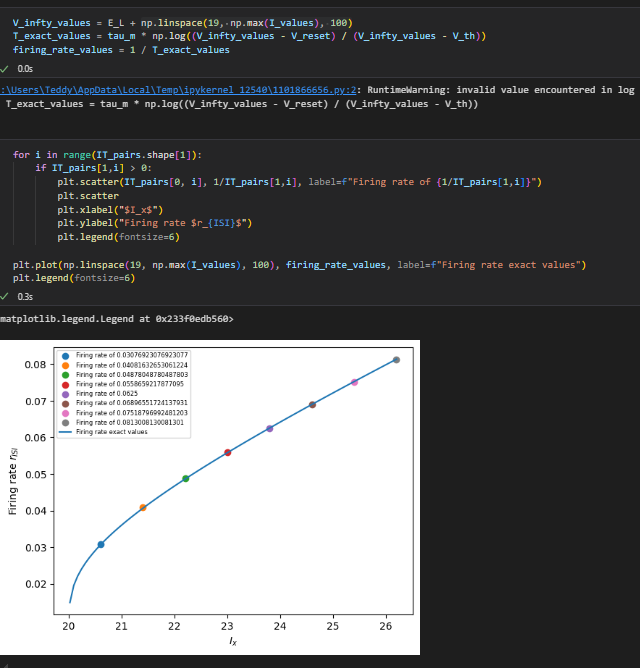 V_infty_values = E_L + np.linspace(19, np.max(I_values), 100)
T_exact_values = tau_m * np.log((V_infty_values - V_reset) / (V_infty_values - V_th))
firing_rate_values = 1 / T_exact_values
✓ 0.0s
:\Users\Teddy\AppData\Local\Temp\ipykernel_12540\1101866656.py:2: RuntimeWarning: invalid value encountered in log
T_exact_values = tau_m * np.log((V_infty_values - V_reset) / (V_infty_values - V_th))
for i in range(IT_pairs.shape[1]):
if IT_pairs[1,i] > 0:
plt.scatter(IT_pairs[0, i], 1/IT_pairs[1,i], label=f"Firing rate of {1/IT_pairs[1,i]}")
plt.scatter
plt.xlabel("$I_x$")
plt.ylabel("Firing rate $r_{ISI}$")
plt.legend(fontsize=6)
plt.plot(np.linspace(19, np.max(I_values), 100), firing_rate_values, label=f"Firing rate exact values")
plt.legend(fontsize=6)
✓ 0.3s
matplotlib.legend.Legend at 0x233f0edb560>
Firing rate of 0.03076923076923077
Firing rate of 0.04081632653061224
Firing rate of 0.04878048780487803
Firing rate of 0.0558659217877095
Firing rate of 0.0625
Firing rate of 0.06896551724137931
Firing rate of 0.07518796992481203
Firing rate of 0.0813008130081301
Firing rate exact values
0.08
0.07
0.06
0.05
0.04
0.03
0.02
Firing rate r_ISI
20 21 22 23 24 25 26
I_x